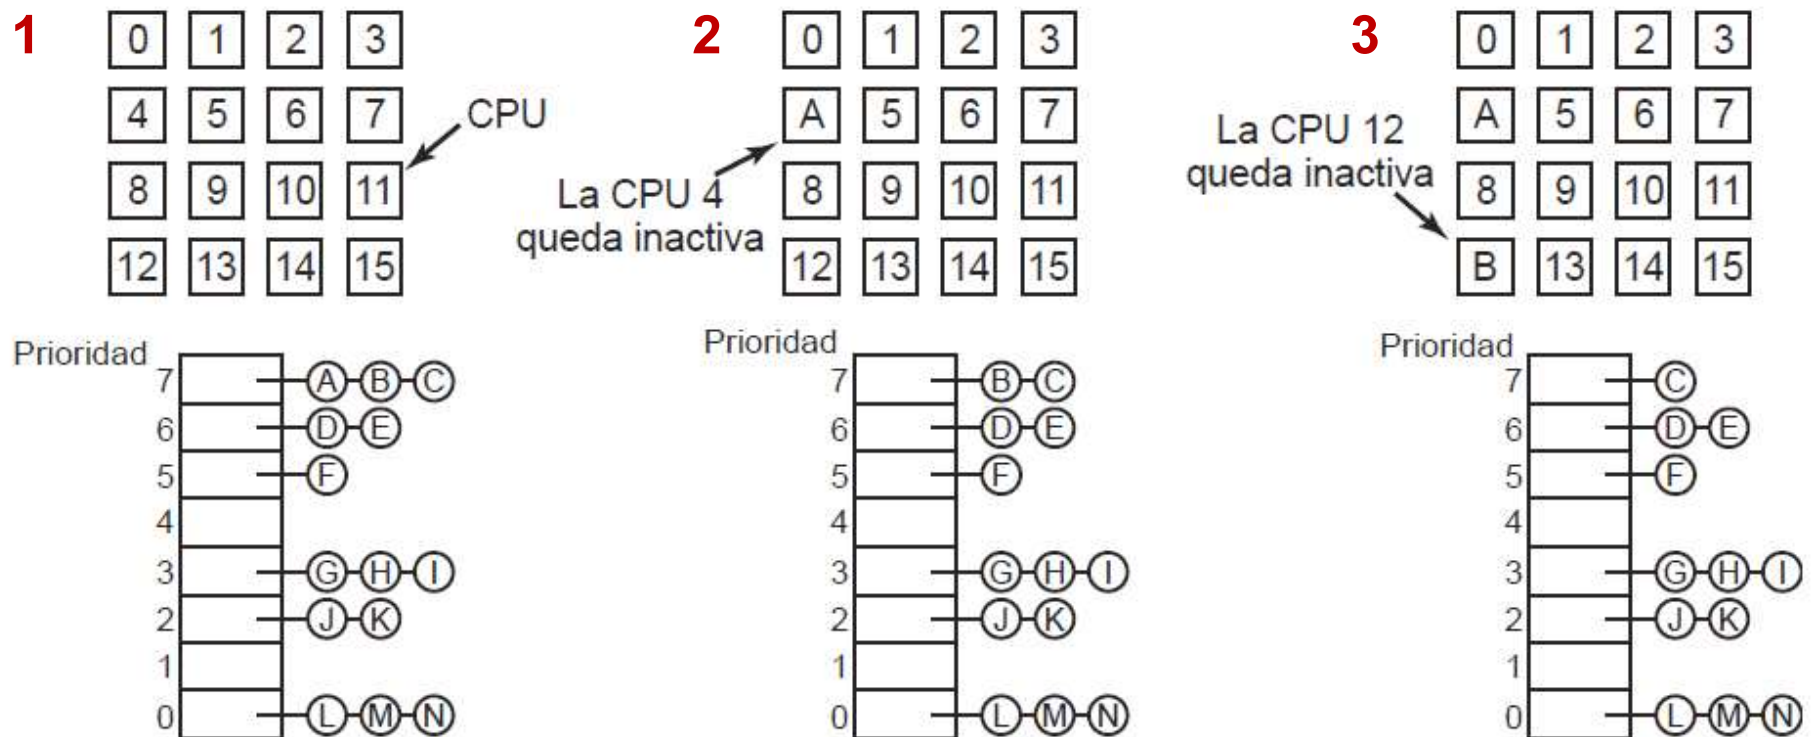 1
0 1 2 3
4 5 6 7
CPU
8 9 10 11
12 13 14 15
Prioridad
7 A B C
6 D E
5 F
4
3 G H I
2 J K
1
0 L M N
2
0 1 2 3
A 5 6 7
La CPU 4
queda inactiva
8 9 10 11
12 13 14 15
Prioridad
7 B C
6 D E
5 F
4
3 G H I
2 J K
1
0 L M N
3
0 1 2 3
A 5 6 7
La CPU 12
queda inactiva
8 9 10 11
B 13 14 15
Prioridad
7 C
6 D E
5 F
4
3 G H I
2 J K
1
0 L M N